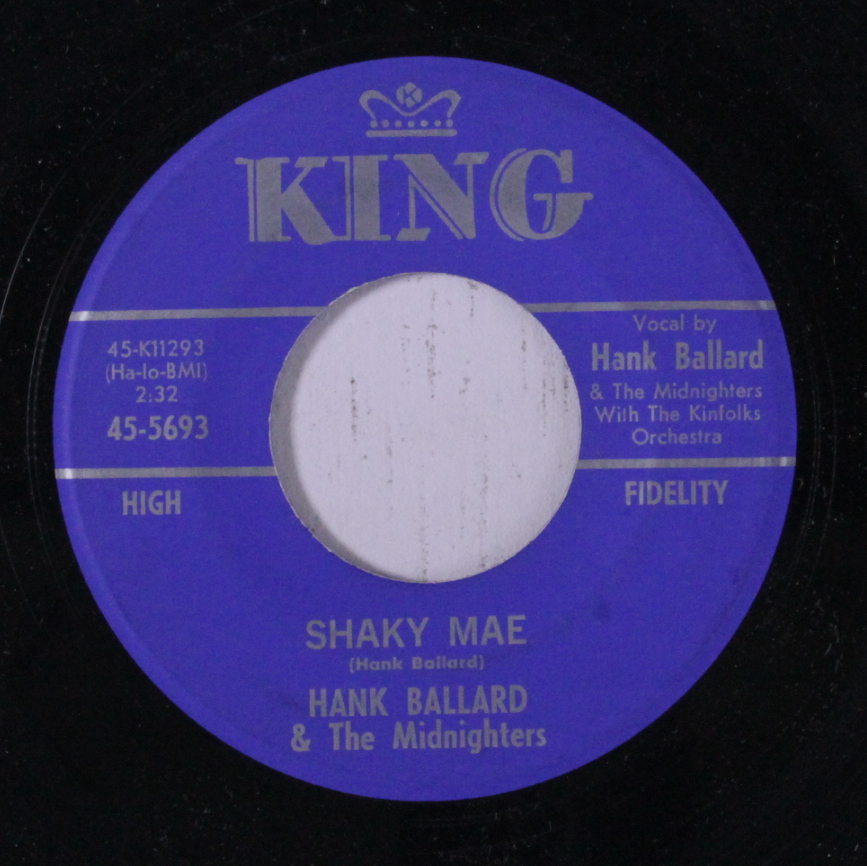 K
KING
45-K11293
(Ha-lo-BMI)
2:32
45-5693
Vocal by
Hank Ballard
& The Midnighters
With The Kinfolks
Orchestra
HIGH
FIDELITY
SHAKY MAE
(Hank Ballard)
HANK BALLARD
& The Midnighters